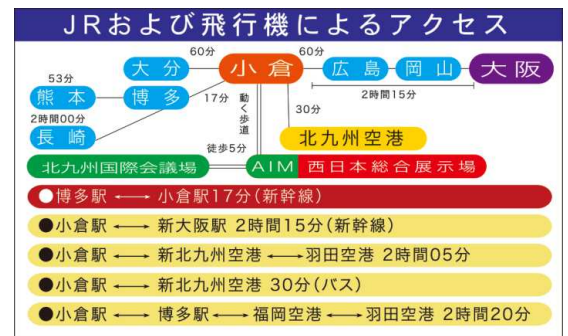 JRおよび飛行機によるアクセス
60分 60分
大分 小倉 広島 岡山 大阪
53分
熊本 博多 17分 動く歩道 30分 2時間15分
2時間00分
長崎 北九州空港
徒歩5分
北九州国際会議場 AIM 西日本総合展示場
●博多駅 ←→ 小倉駅17分(新幹線)
●小倉駅 ←→ 新大阪駅 2時間15分(新幹線)
●小倉駅 ←→ 新北九州空港 ←→ 羽田空港 2時間05分
●小倉駅 ←→ 新北九州空港 30分(バス)
●小倉駅 ←→ 博多駅 ←→ 福岡空港 ←→ 羽田空港 2時間20分